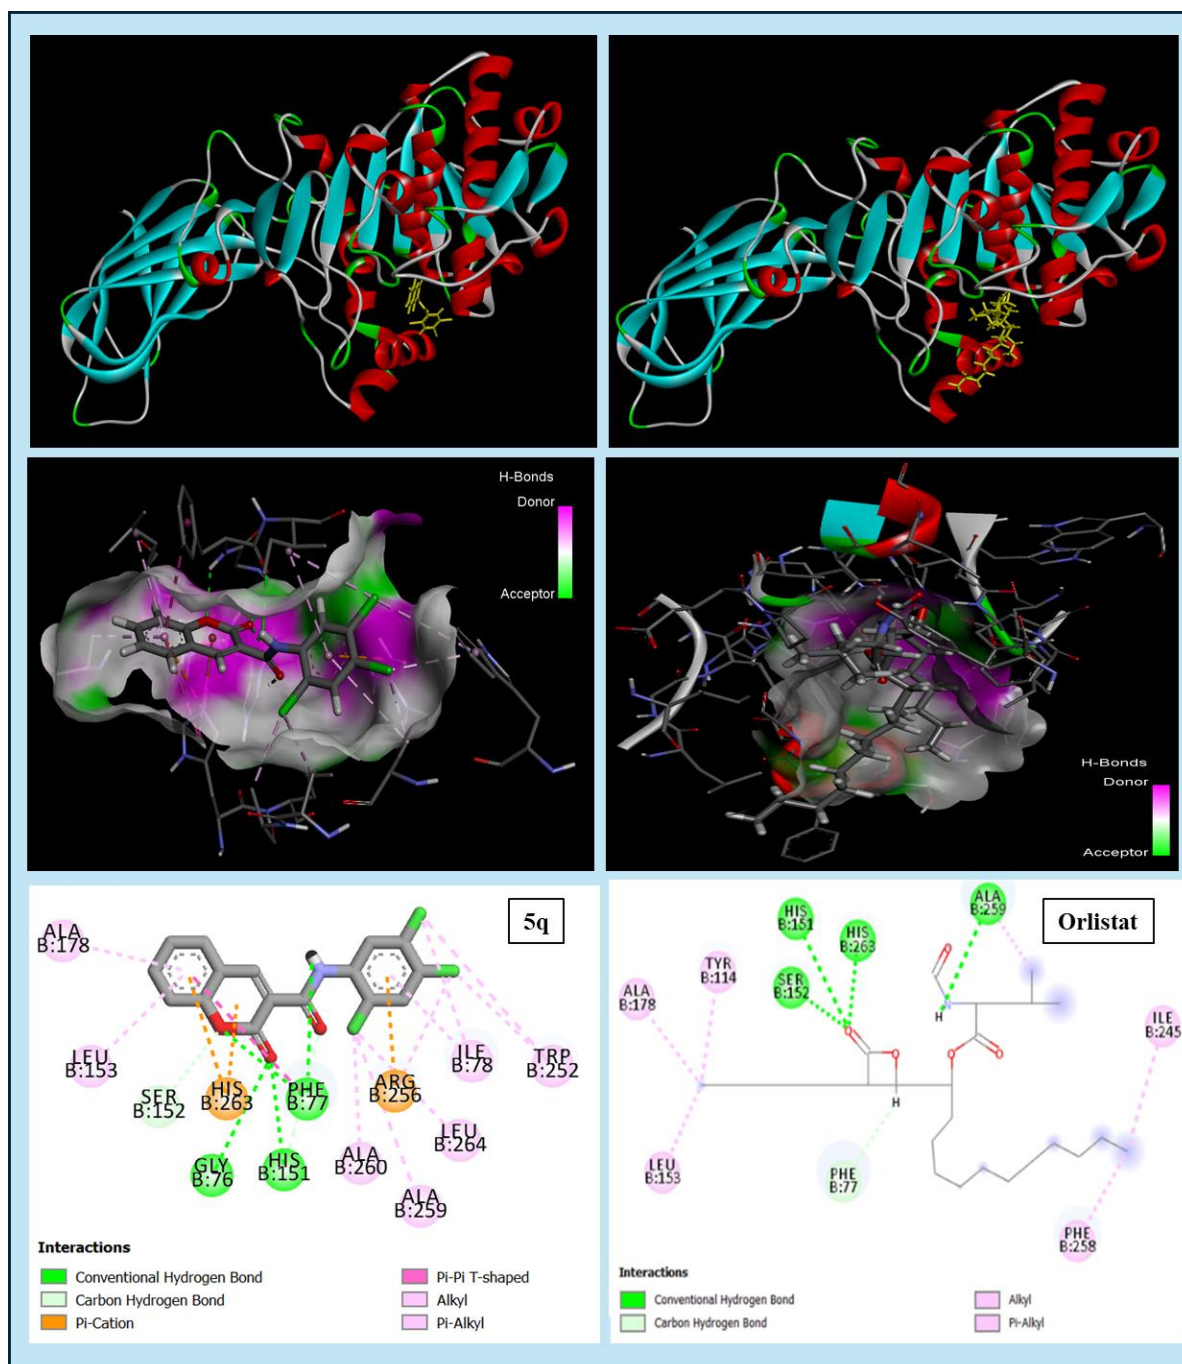 H-Bonds
Donor
Acceptor
H-Bonds
Donor
Acceptor
5q
ALA
B:178
LEU
B:153
SER
B:152
HIS
B:263
PHE
B:77
GLY
B:76
HIS
B:151
ALA
B:260
ARG
B:256
ALA
B:259
LEU
B:264
ILE
B:78
TRP
B:252
Interactions
Conventional Hydrogen Bond
Carbon Hydrogen Bond
Pi-Cation
Pi-Pi T-shaped
Alkyl
Pi-Alkyl
Orlistat
HIS
B:151
HIS
B:263
ALA
B:259
TYR
B:114
SER
B:152
ALA
B:178
ILE
B:245
H
H
LEU
B:153
PHE
B:77
PHE
B:258
Interactions
Conventional Hydrogen Bond
Carbon Hydrogen Bond
Alkyl
Pi-Alkyl